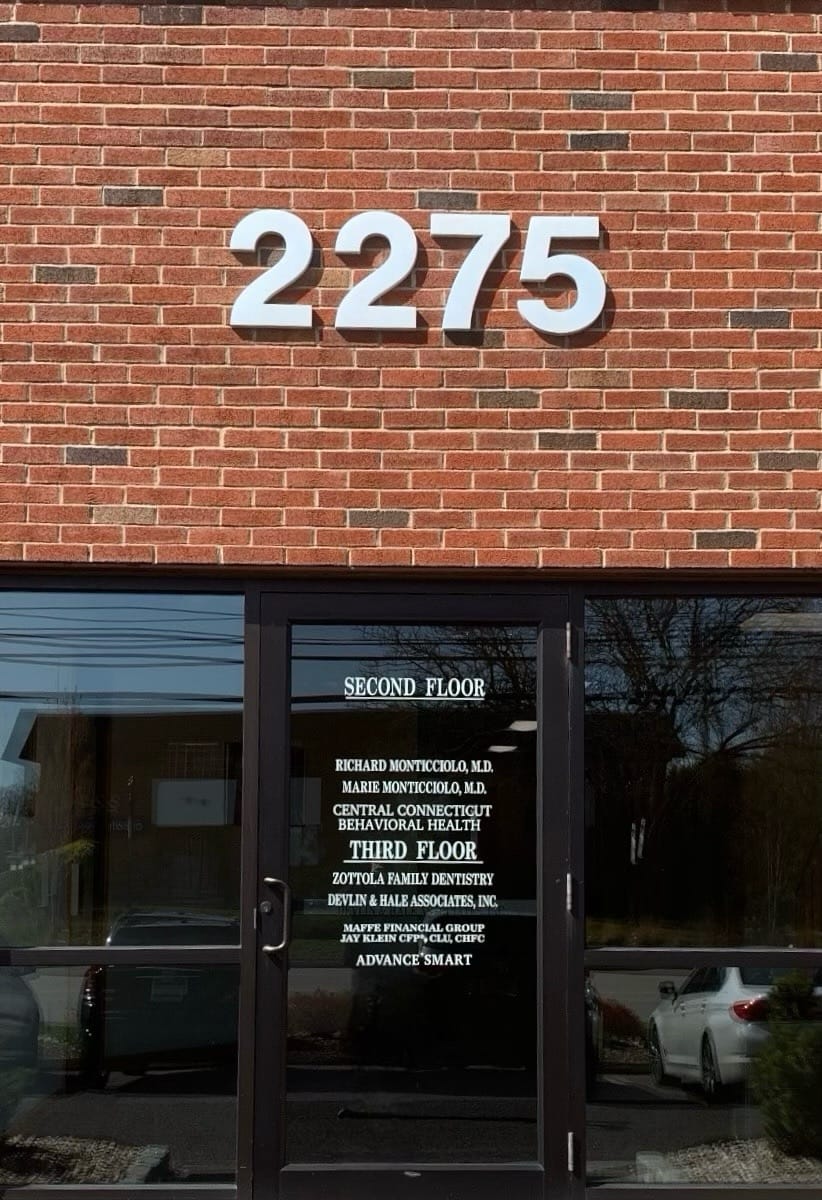 2275
SECOND FLOOR
RICHARD MONTICCIOLO, M.D.
MARIE MONTICCIOLO, M.D.
CENTRAL CONNECTICUT
BEHAVIORAL HEALTH
THIRD FLOOR
ZOTTOLA FAMILY DENTISTRY
DEVLIN & HALE ASSOCIATES, INC.
MAFFE FINANCIAL GROUP
JAY KLEIN CFP®, CLU, CHFC
ADVANCE SMART